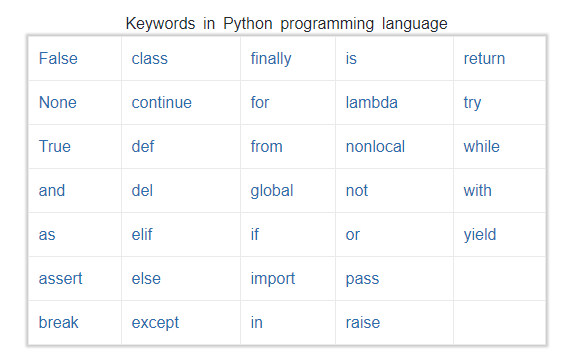 Keywords in Python programming language
False class finally is return
None continue for lambda try
True def from nonlocal while
and del global not with
as elif if or yield
assert else import pass
break except in raise